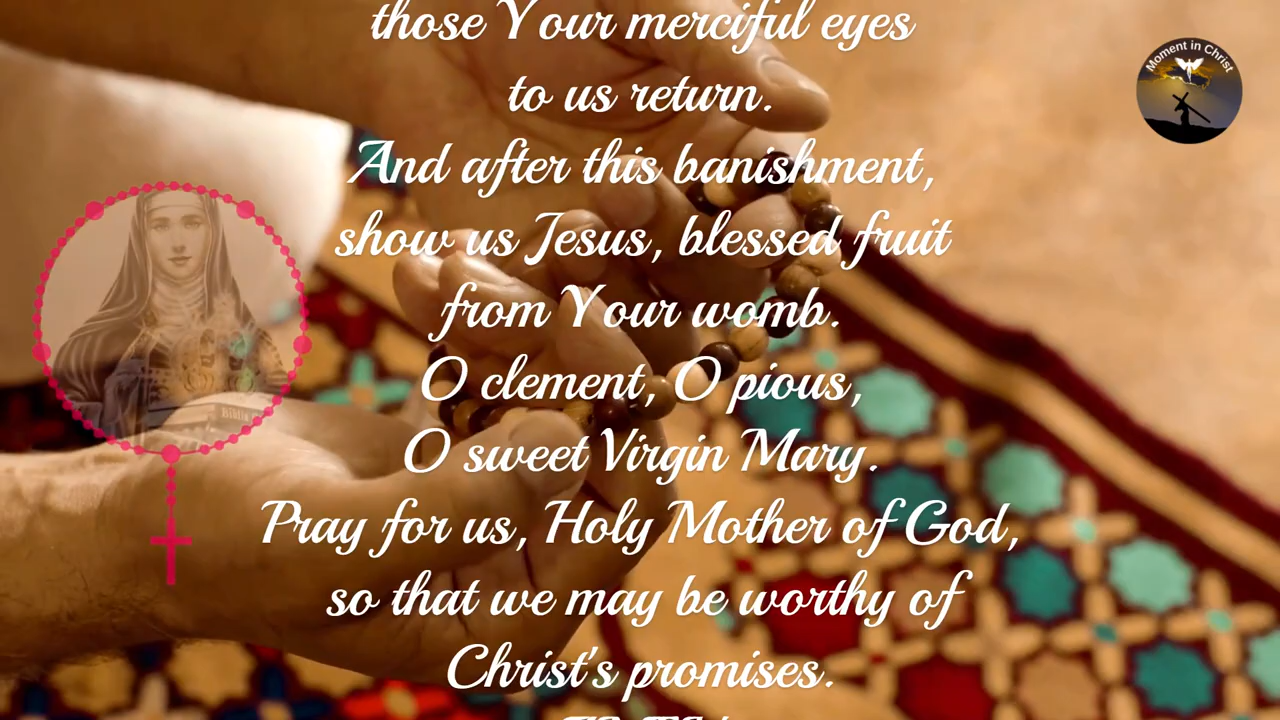 those Your merciful eyes
to us return.
And after this banishment,
show us Jesus, blessed fruit
from Your womb.
O clement, O pious,
O sweet Virgin Mary.
Pray for us, Holy Mother of God,
so that we may be worthy of
Christ's promises.
Moment in Christ
Biblia